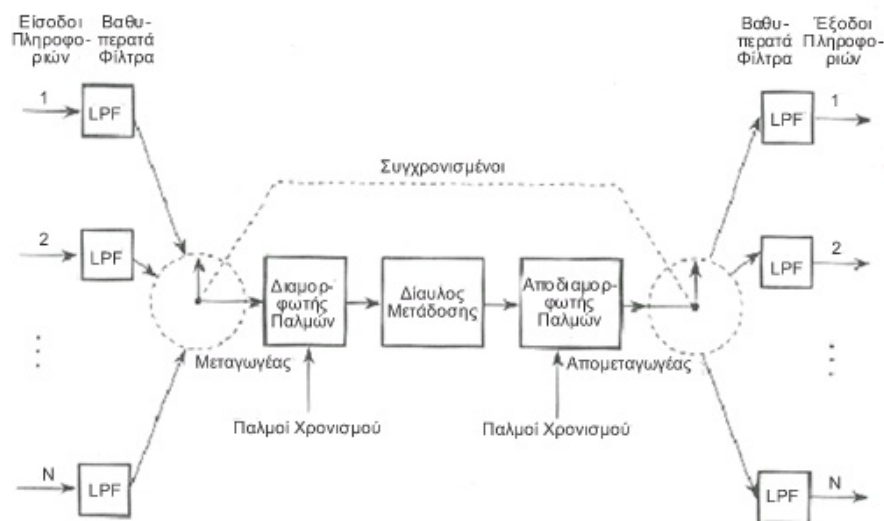 Είσοδοι
Πληροφο-
ριών
Βαθυ-
περατά
Φίλτρα
Βαθυ-
περατά
Φίλτρα
Έξοδοι
Πληροφο-
ριών
1
LPF
LPF
1
Συγχρονισμένοι
2
LPF
LPF
2
Διαμορ-
φωτής
Παλμών
Δίαυλος
Μετάδοσης
Αποδιαμορ-
φωτής
Παλμών
Μεταγωγέας
Απομεταγωγέας
Παλμοί Χρονισμού
Παλμοί Χρονισμού
N
LPF
LPF
N